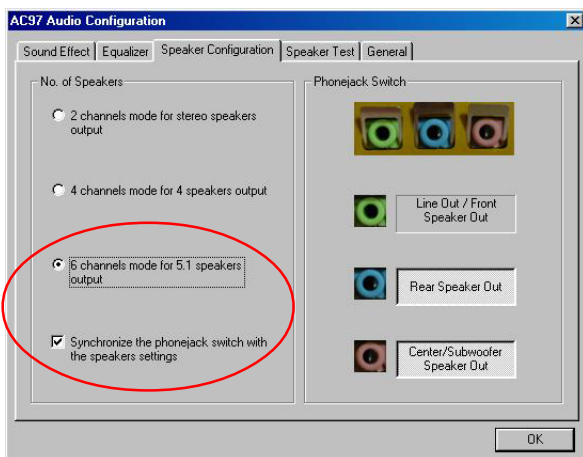 AC97 Audio Configuration
Sound Effect
Equalizer
Speaker Configuration
Speaker Test
General
No. of Speakers
2 channels mode for stereo speakers
output
4 channels mode for 4 speakers output
6 channels mode for 5.1 speakers
output
Synchronize the phonejack switch with
the speakers settings
Phonejack Switch
Line Out / Front
Speaker Out
Rear Speaker Out
Center/Subwoofer
Speaker Out
OK